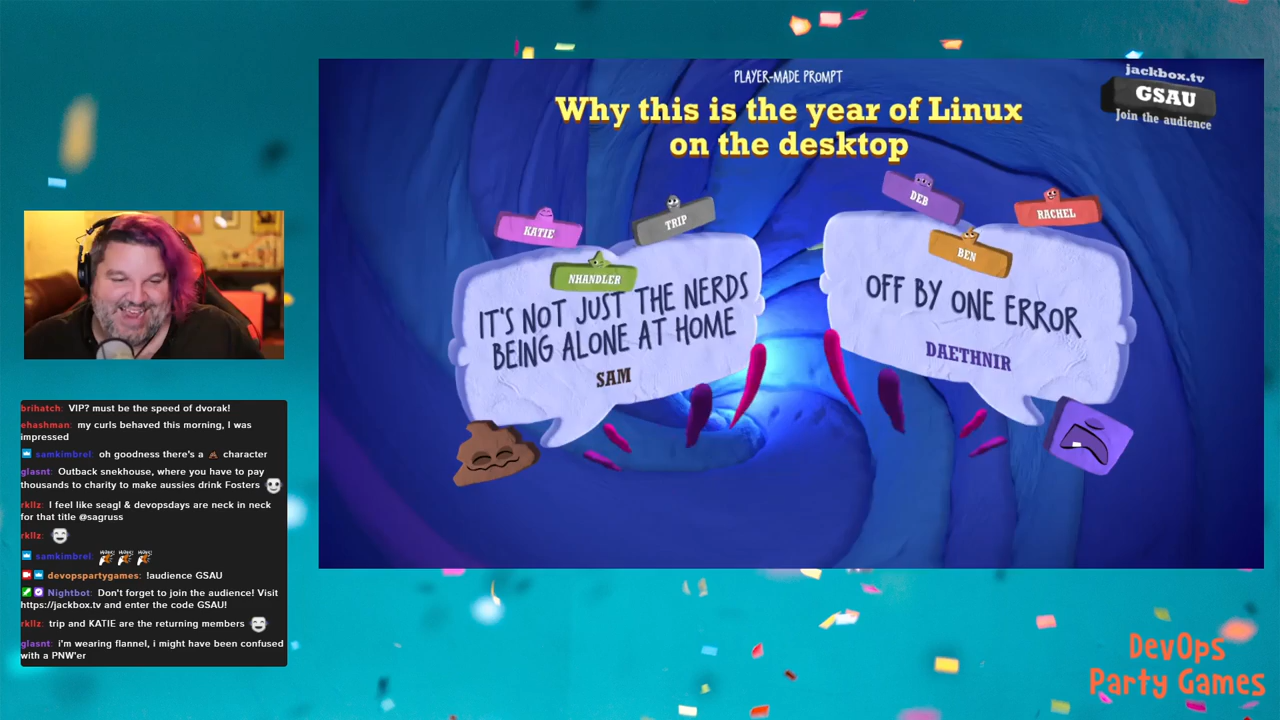 PLAYER-MADE PROMPT
Why this is the year of Linux
on the desktop
jackbox.tv
GSAU
Join the audience
KATIE
TRIP
NHANDLER
IT'S NOT JUST THE NERDS
BEING ALONE AT HOME
SAM
DEB
RACHEL
BEN
OFF BY ONE ERROR
DAETHNIR
brihatch: VIP? must be the speed of dvorak!
ehashman: my curls behaved this morning, I was
impressed
samkimbrel: oh goodness there's a 💩 character
glasnt: Outback snekhouse, where you have to pay
thousands to charity to make aussies drink Fosters
rkllz: I feel like seagl & devopsdays are neck in neck
for that title @sagruss
rkllz:
samkimbrel:
devopspartygames: !audience GSAU
Nightbot: Don't forget to join the audience! Visit
https://jackbox.tv and enter the code GSAU!
rkllz: trip and KATIE are the returning members
glasnt: i'm wearing flannel, i might have been confused
with a PNW'er
DevOps
Party Games